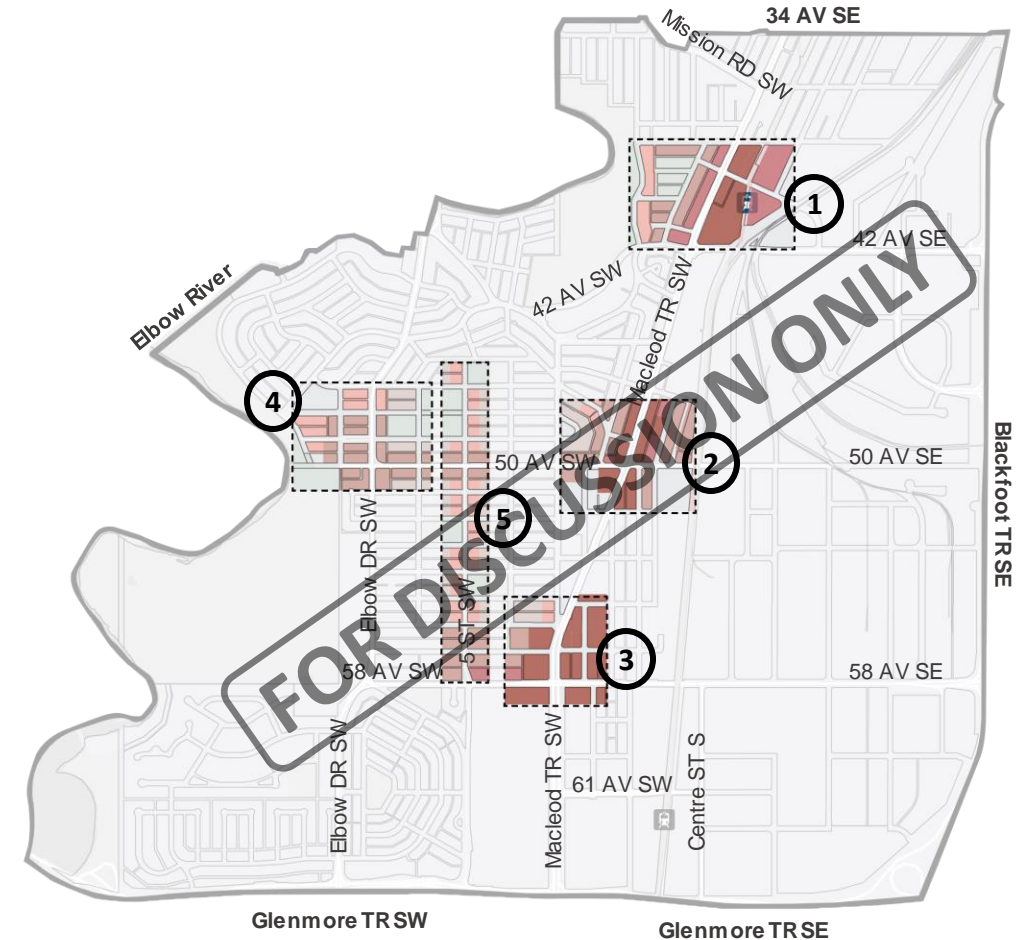 34 AV SE
Mission RD SW
1
42 AV SE
42 AV SW
Elbow River
Macleod TR SW
4
50 AV SW
2
50 AV SE
Blackfoot TR SE
5
Elbow DR SW
5 ST SW
FOR DISCUSSION ONLY
3
58 AV SW
58 AV SE
Elbow DR SW
Macleod TR SW
61 AV SW
Centre ST S
Glenmore TR SW
Glenmore TR SE